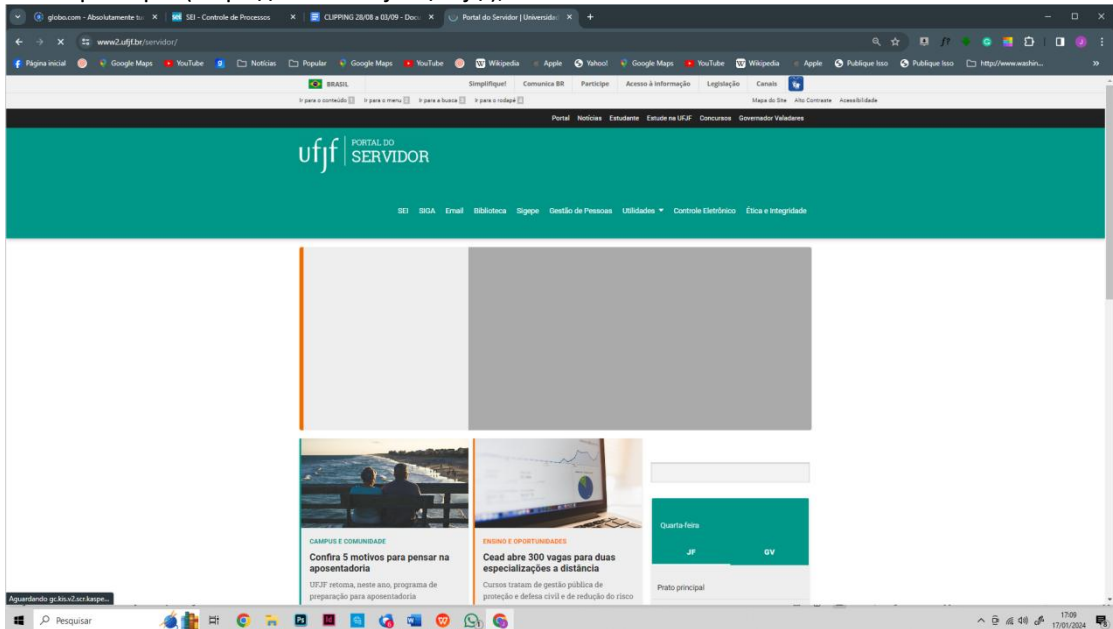 globo.com - Absolutamente tu
SEI - Controle de Processos
CLIPPING 28/08 a 03/09 - Docu
Portal do Servidor | Universida
www2.ufjf.br/servidor/
Página inicial
Google Maps
YouTube
Notícias
Popular
Google Maps
YouTube
Wikipedia
Apple
Yahoo!
Google Maps
YouTube
Wikipedia
Apple
Publique Isso
Publique Isso
http://www.washin...
BRASIL
Simplifique!
Comunica BR
Participe
Acesso à informação
Legislação
Canais
Ir para o conteúdo 1
Ir para o menu 2
Ir para a busca 3
Ir para o rodapé 4
Mapa do Site
Alto Contraste
Acessibilidade
Portal Notícias Estudante Estude na UFJF Concursos Governador Valadares
ufjf
PORTAL DO
SERVIDOR
SEI SIGA Email Biblioteca Sigepe Gestão de Pessoas Utilidades Controle Eletrônico Ética e Integridade
CAMPUS E COMUNIDADE
Confira 5 motivos para pensar na
aposentadoria
UFJF retoma, neste ano, programa de
preparação para aposentadoria
ENSINO E OPORTUNIDADES
Cead abre 300 vagas para duas
especializações a distância
Cursos tratam de gestão pública de
proteção e defesa civil e de redução do risco
Quarta-feira
JF
GV
Prato principal
Aguardando gc.kis.v2.scr.kaspe...
Pesquisar
17:09
17/01/2024